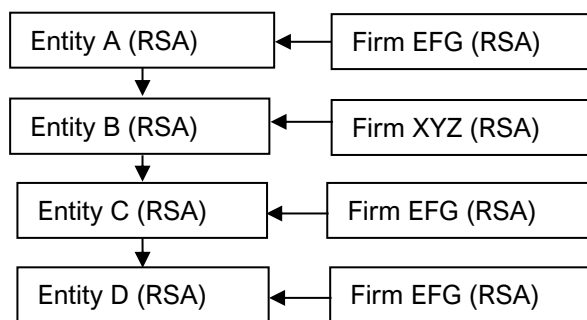 Entity A (RSA)
Firm EFG (RSA)
Entity B (RSA)
Firm XYZ (RSA)
Entity C (RSA)
Firm EFG (RSA)
Entity D (RSA)
Firm EFG (RSA)